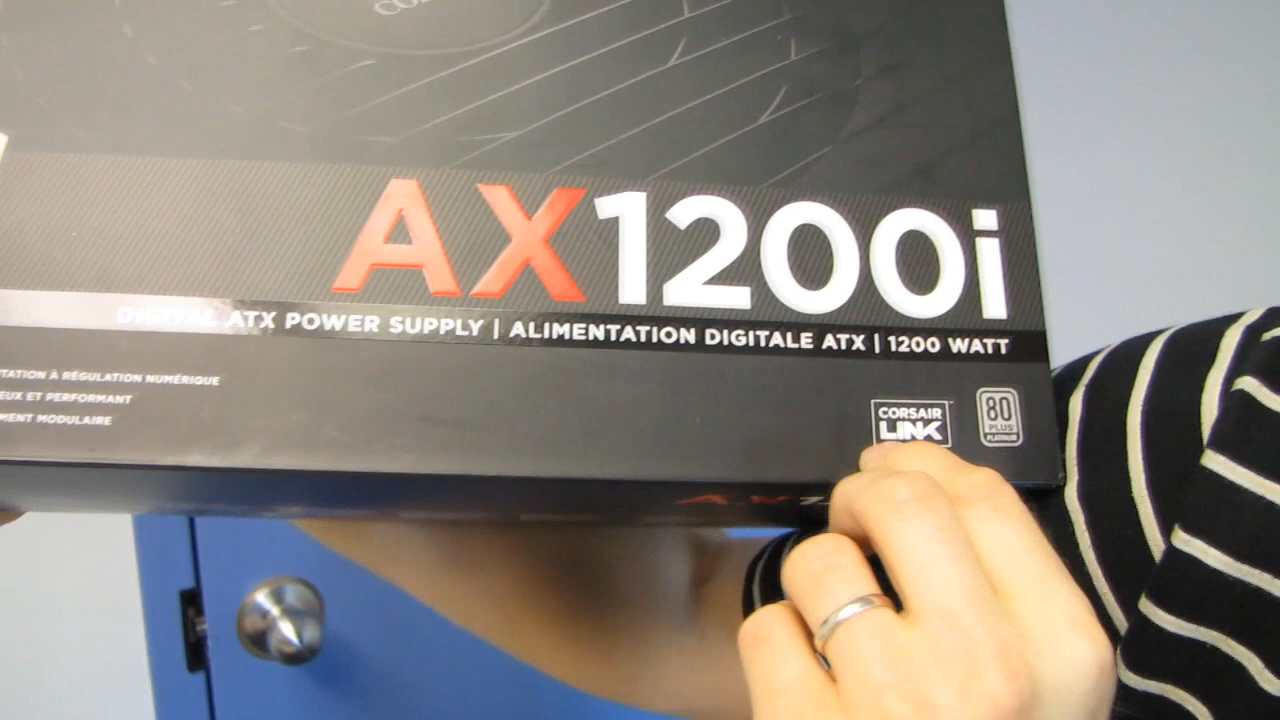 AX1200i
DIGITAL ATX POWER SUPPLY | ALIMENTATION DIGITALE ATX | 1200 WATT
À RÉGULATION NUMÉRIQUE
ET PERFORMANT
MODULAIRE
CORSAIR
LINK
80
PLUS
PLATINUM